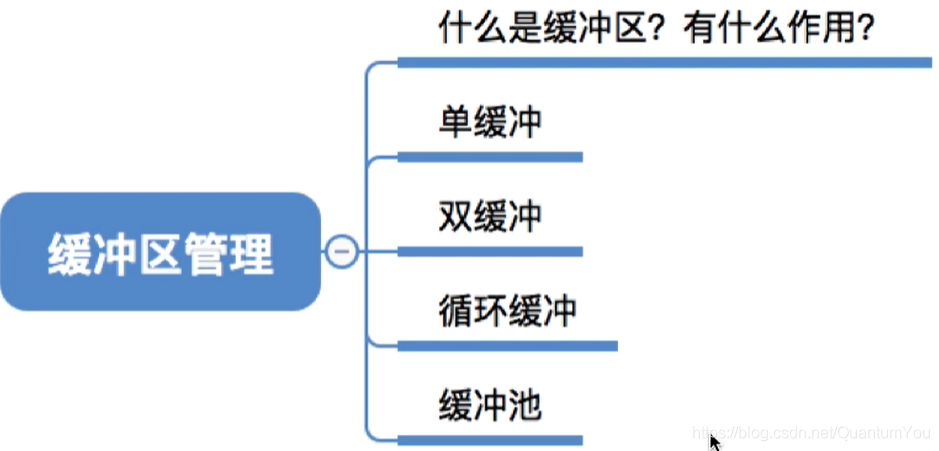 什么是缓冲区？有什么作用？
单缓冲
双缓冲
缓冲区管理
循环缓冲
缓冲池
https://blog.csdn.net/QuantumYou